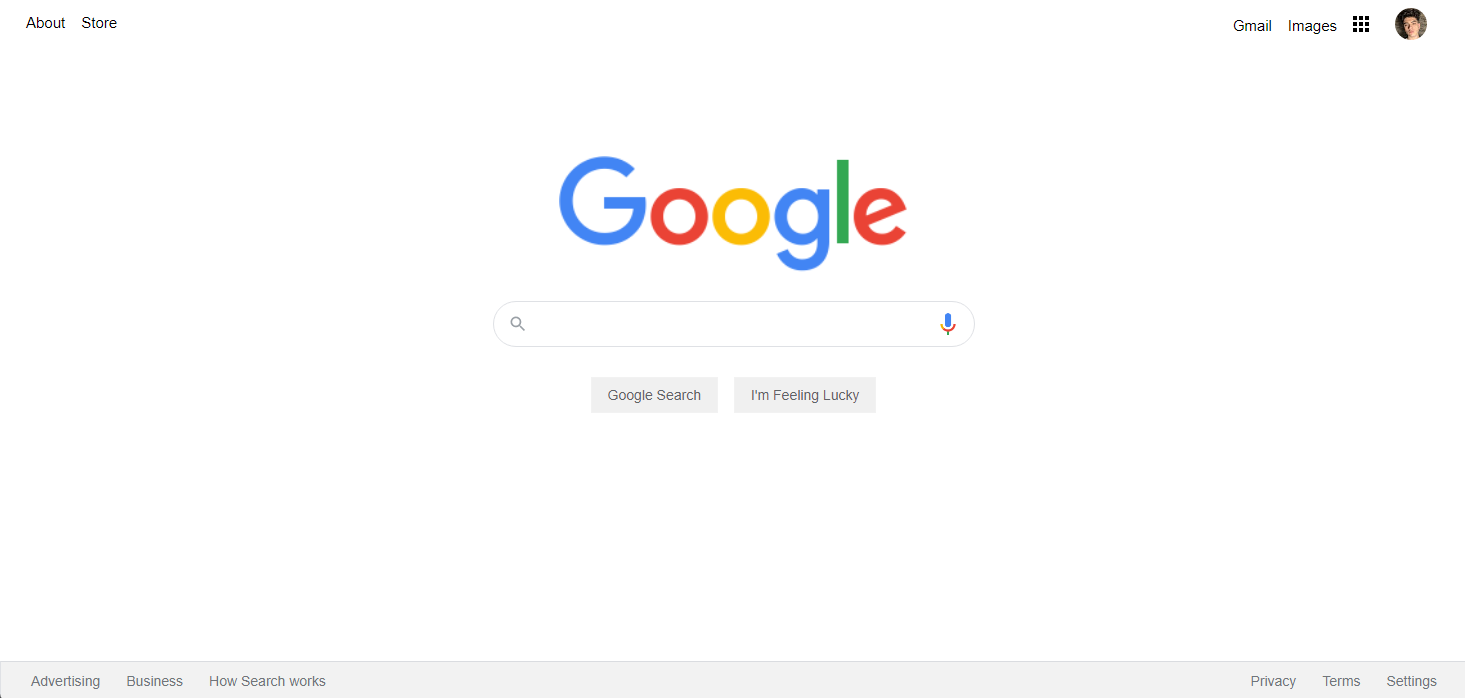 About Store
Gmail Images
Google
Google Search I'm Feeling Lucky
Advertising Business How Search works
Privacy Terms Settings